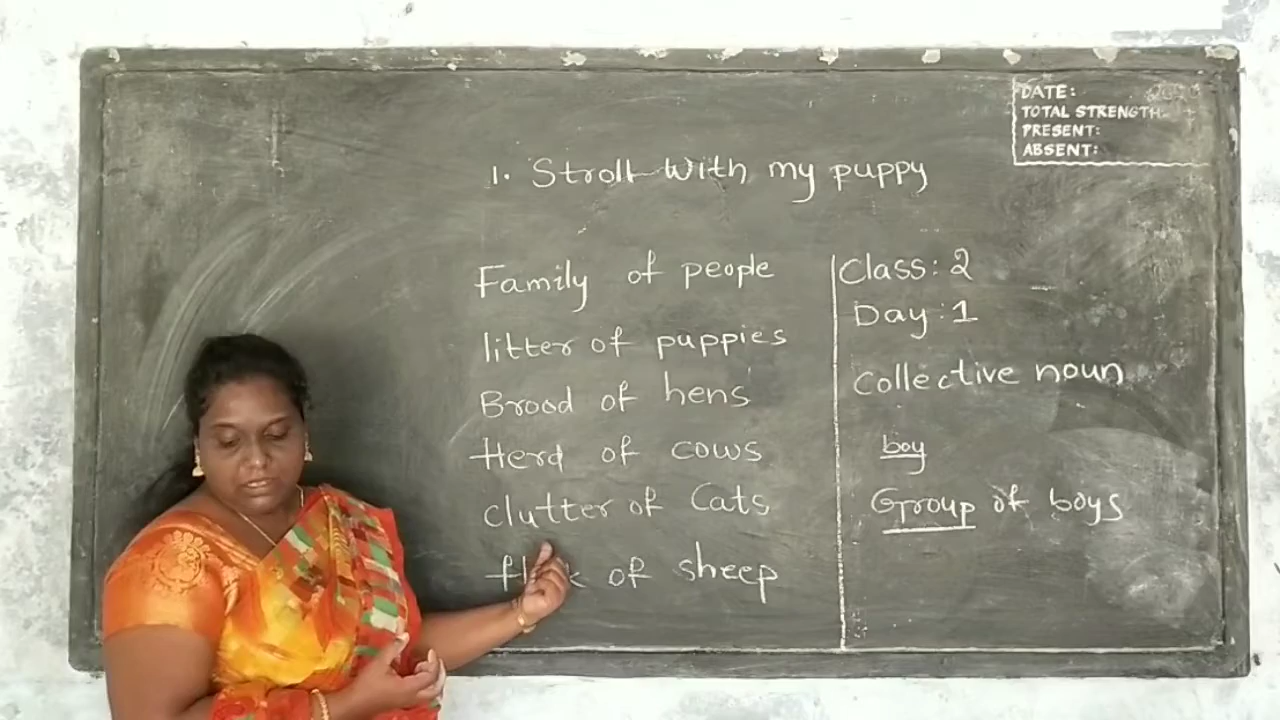 DATE:
TOTAL STRENGTH:
PRESENT:
ABSENT:
1. Stroll with my puppy
Family of people
litter of puppies
Brood of hens
Herd of cows
clutter of Cats
of sheep
Class: 2
Day: 1
Collective noun
boy
Group of boys